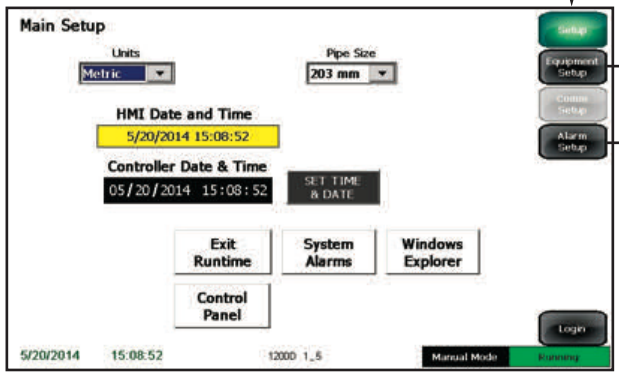 Main Setup
Setup
Units
Pipe Size
Metric
203 mm
Equipment
Setup
Comm
Setup
HMI Date and Time
5/20/2014 15:08:52
Alarm
Setup
Controller Date & Time
05/20/2014 15:08:52
SET TIME
& DATE
Exit
Runtime
System
Alarms
Windows
Explorer
Control
Panel
Login
5/20/2014 15:08:52
12000 1_5
Manual Mode
Running